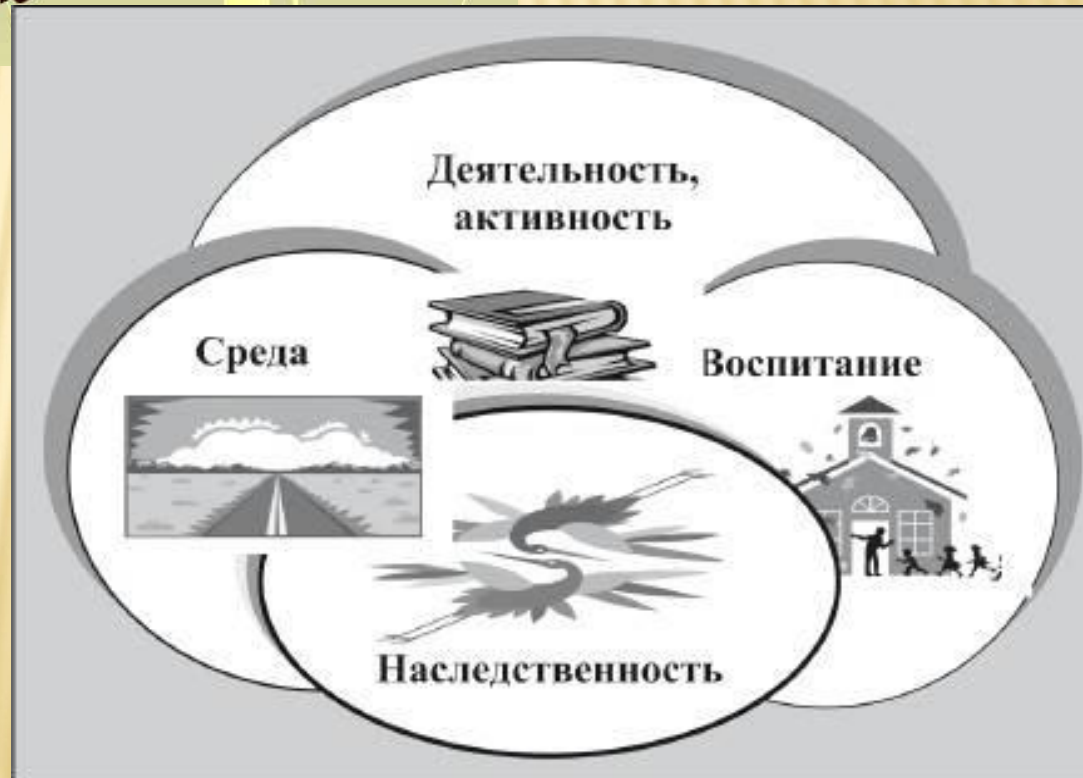 Деятельность,
активность
Среда
Воспитание
Наследственность